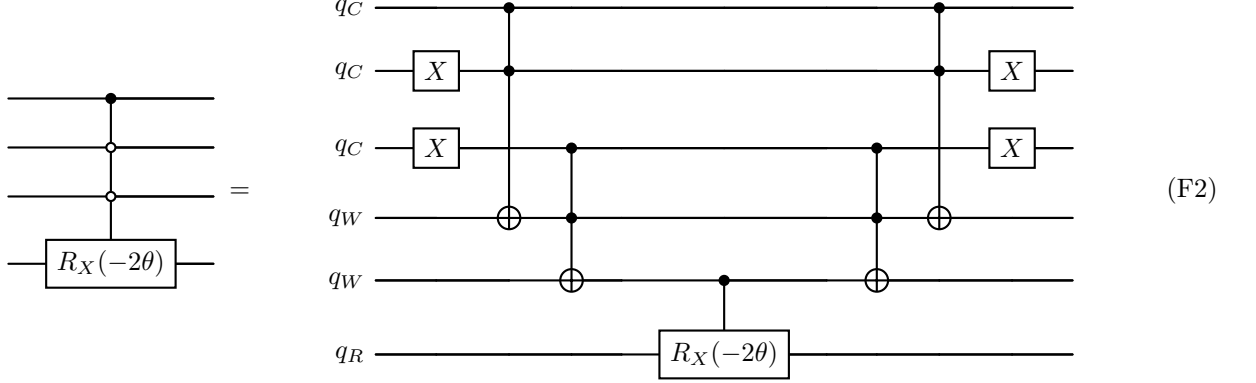 q_C
q_C X X
q_C X X
=
q_W
(F2)
R_X(−2θ)
q_W
q_R R_X(−2θ)